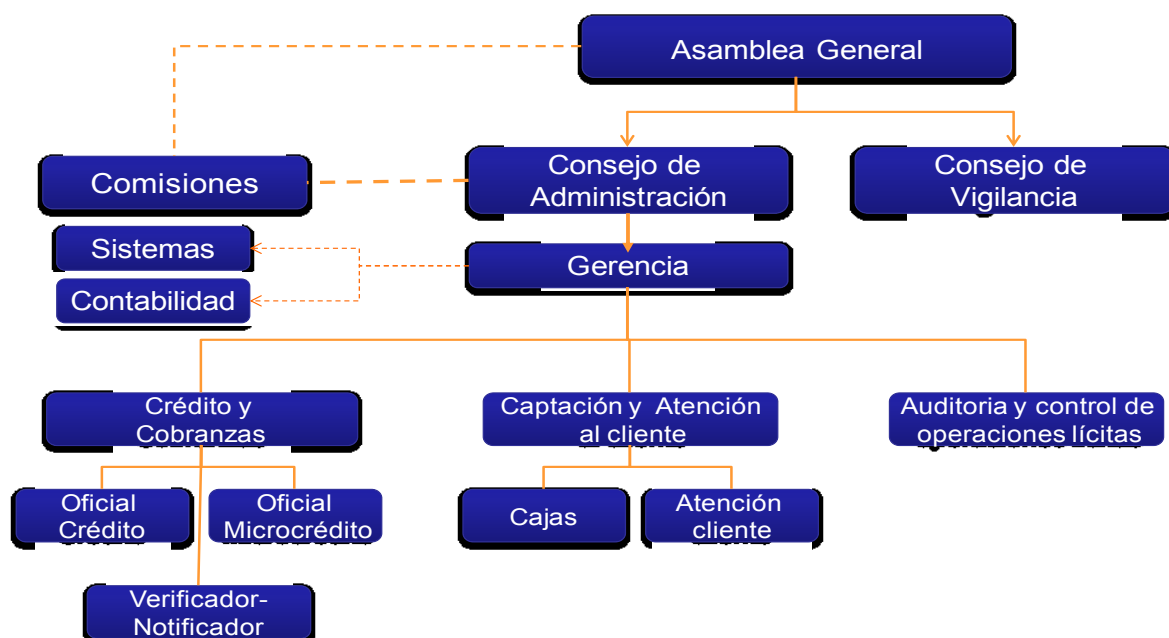 Asamblea General
Comisiones
Consejo de
Administración
Consejo de
Vigilancia
Sistemas
Gerencia
Contabilidad
Crédito y
Cobranzas
Captación y Atención
al cliente
Auditoria y control de
operaciones lícitas
Oficial
Crédito
Oficial
Microcrédito
Cajas
Atención
cliente
Verificador-
Notificador